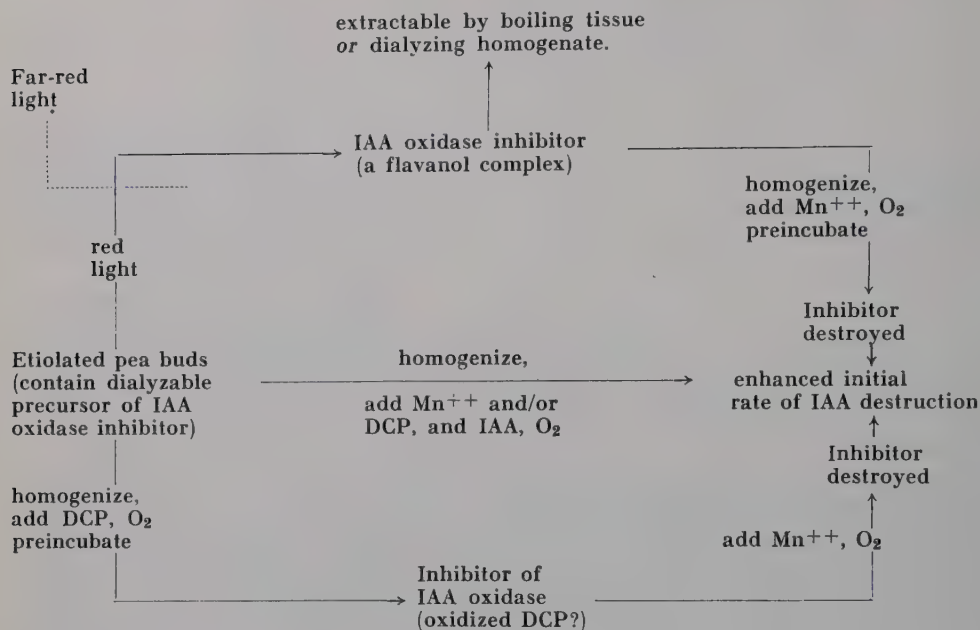 extractable by boiling tissue
or dialyzing homogenate.
Far-red
light
IAA oxidase inhibitor
(a flavanol complex)
homogenize,
add Mn++, O2
preincubate
red
light
Inhibitor
destroyed
Etiolated pea buds
(contain dialyzable
precursor of IAA
oxidase inhibitor)
homogenize,
add Mn++ and/or
DCP, and IAA, O2
enhanced initial
rate of IAA destruction
Inhibitor
destroyed
homogenize,
add DCP, O2
preincubate
add Mn++, O2
Inhibitor of
IAA oxidase
(oxidized DCP?)